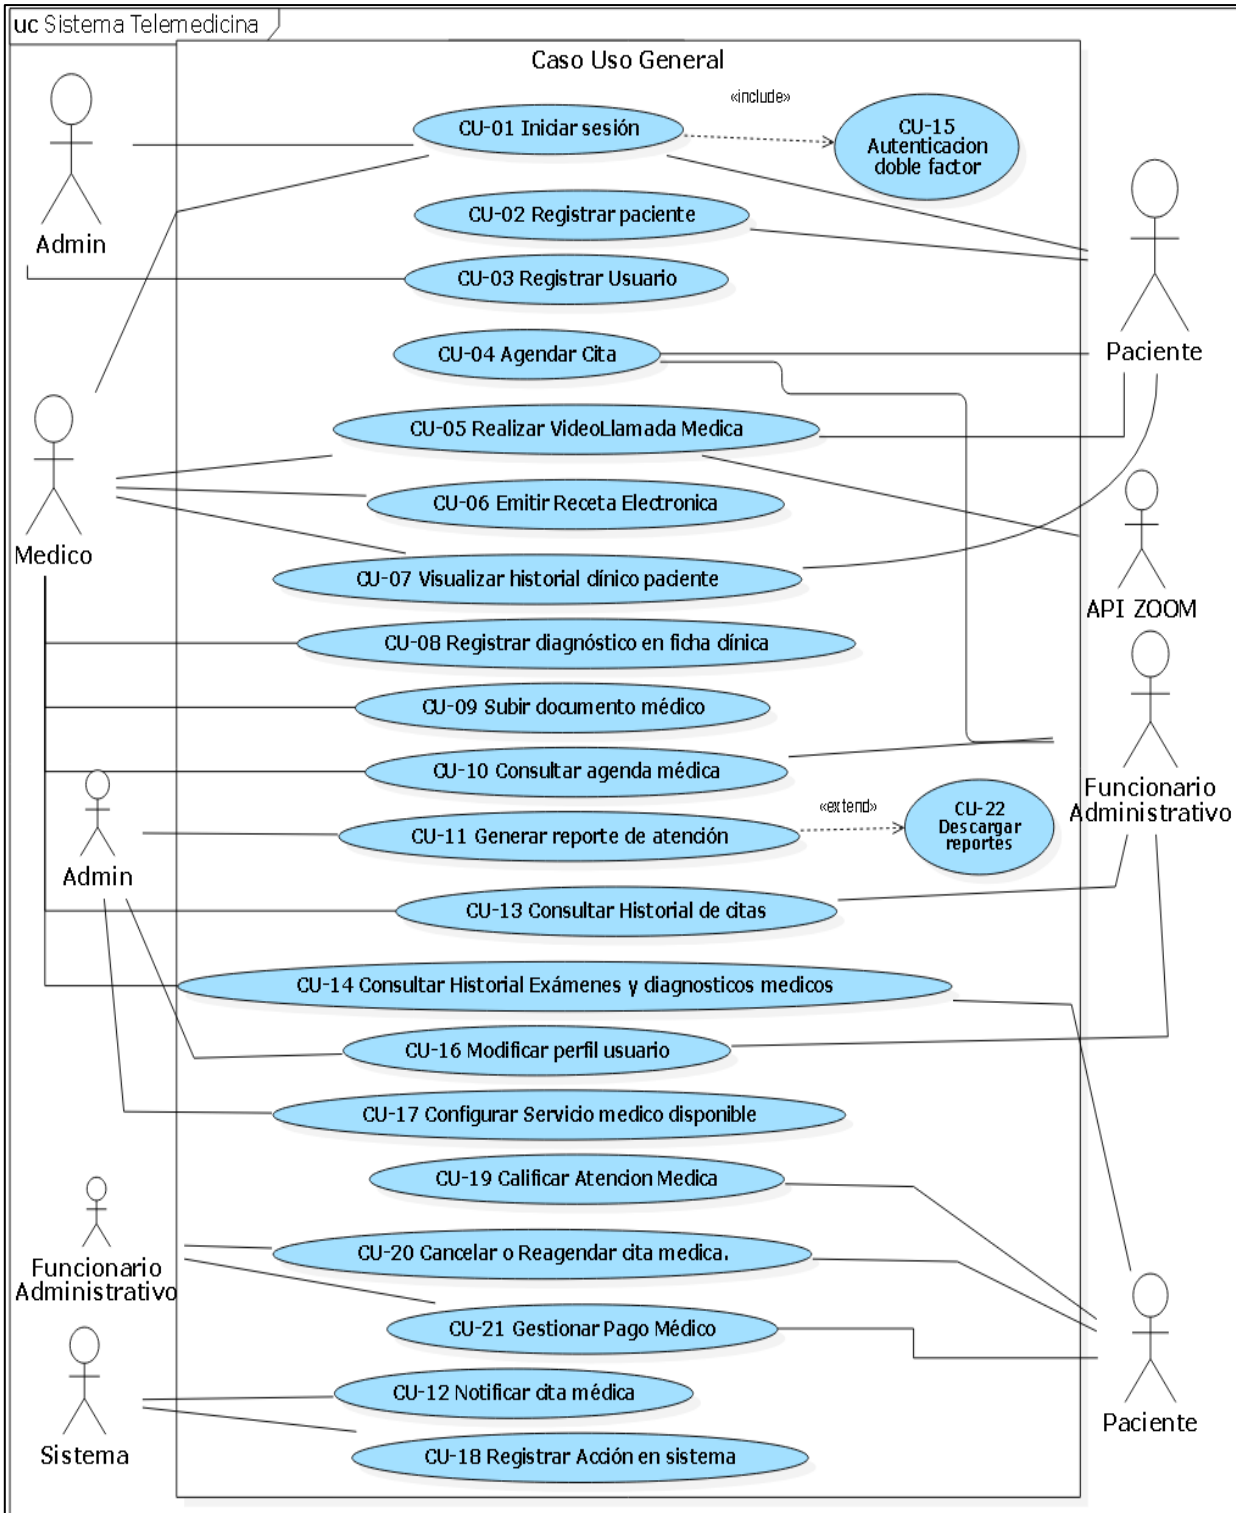 uc Sistema Telemedicina
Caso Uso General
«include»
CU-01 Iniciar sesión
CU-15
Autenticacion
doble factor
CU-02 Registrar paciente
Admin
CU-03 Registrar Usuario
CU-04 Agendar Cita
Paciente
CU-05 Realizar VideoLlamada Medica
CU-06 Emitir Receta Electronica
Medico
CU-07 Visualizar historial clínico paciente
API ZOOM
CU-08 Registrar diagnóstico en ficha clínica
CU-09 Subir documento médico
CU-10 Consultar agenda médica
Funcionario
Administrativo
«extend»
CU-22
Descargar
reportes
CU-11 Generar reporte de atención
Admin
CU-13 Consultar Historial de citas
CU-14 Consultar Historial Exámenes y diagnosticos medicos
CU-16 Modificar perfil usuario
CU-17 Configurar Servicio medico disponible
CU-19 Calificar Atencion Medica
CU-20 Cancelar o Reagendar cita medica.
Funcionario
Administrativo
CU-21 Gestionar Pago Médico
CU-12 Notificar cita médica
Paciente
Sistema
CU-18 Registrar Acción en sistema